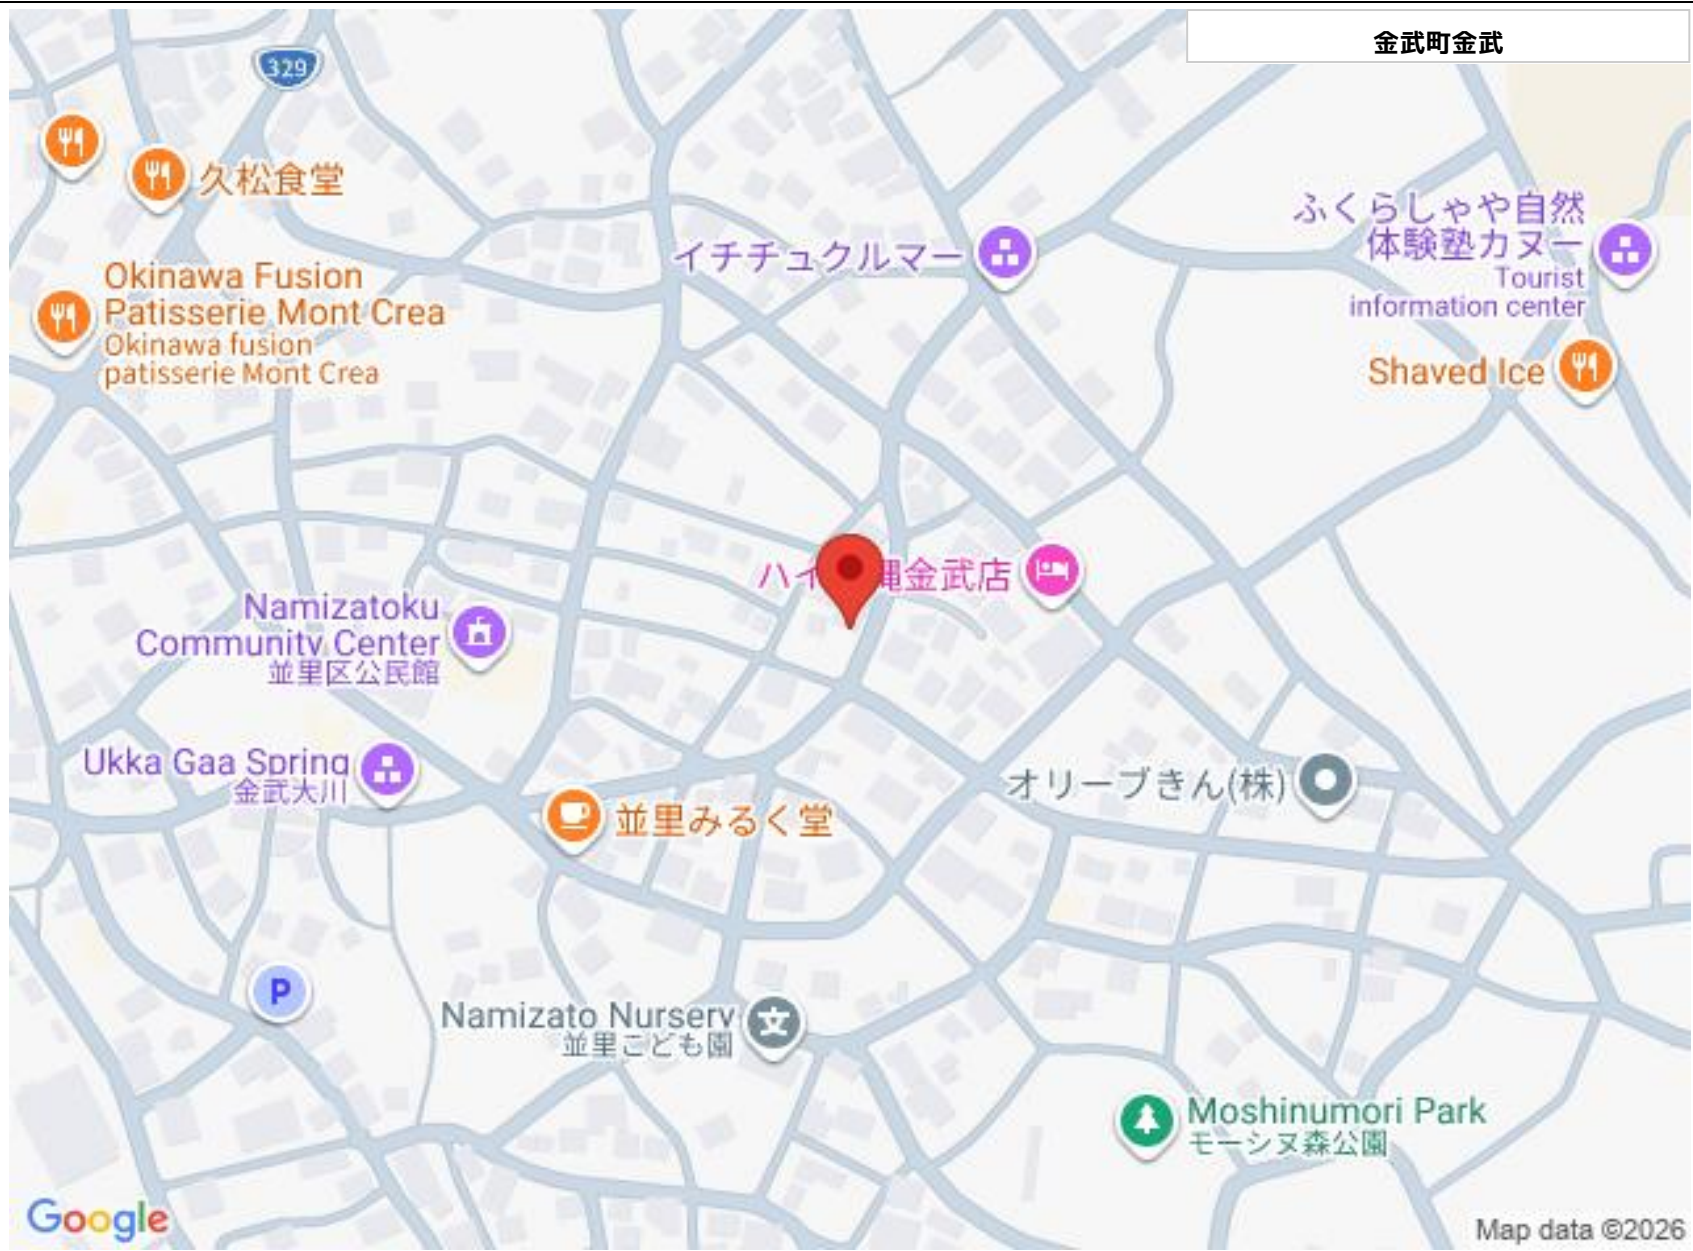 金武町金武
329
久松食堂
イチチュクルマー
ふくらしゃや自然
体験塾カヌー
Tourist
information center
Okinawa Fusion
Patisserie Mont Crea
Okinawa fusion
patisserie Mont Crea
Shaved Ice
ハイ
縄金武店
Namizatoku
Community Center
並里区公民館
Ukka Gaa Spring
金武大川
オリーブきん(株)
並里みるく堂
P
Namizato Nursery
並里こども園
Moshinumori Park
モーシヌ森公園
Google
Map data ©2026